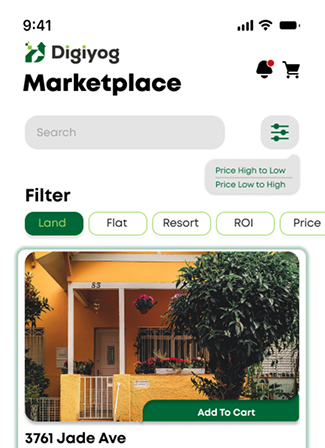 9:41
Digiyog
Marketplace
Search
Price High to Low
Price Low to High
Filter
Land Flat Resort ROI Price
53
Add To Cart
3761 Jade Ave